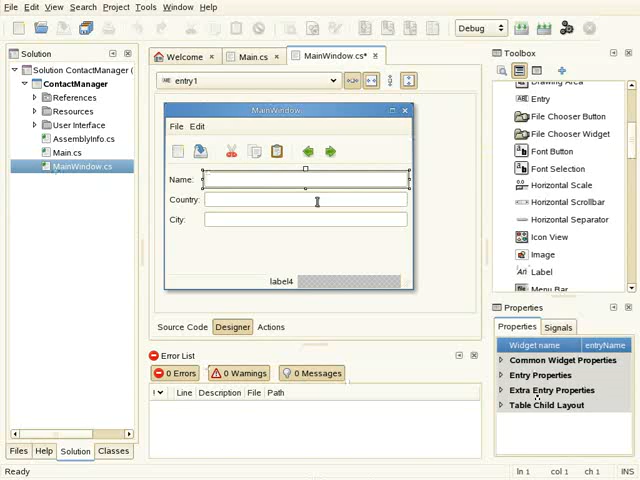 File Edit View Search Project Tools Window Help
Debug
Solution
Solution ContactManager (
ContactManager
References
Resources
User Interface
AssemblyInfo.cs
Main.cs
MainWindow.cs
Files Help Solution Classes
Welcome Main.cs MainWindow.cs*
entry1
MainWindow
File Edit
Name:
Country:
City:
label4
Source Code Designer Actions
Error List
0 Errors 0 Warnings 0 Messages
! Line Description File Path
Toolbox
Drawing Area
Entry
File Chooser Button
File Chooser Widget
Font Button
Font Selection
Horizontal Scale
Horizontal Scrollbar
Horizontal Separator
Icon View
Image
Label
Menu Bar
Properties
Properties Signals
Widget name entryName
Common Widget Properties
Entry Properties
Extra Entry Properties
Table Child Layout
Ready ln 1 col 1 ch 1 INS